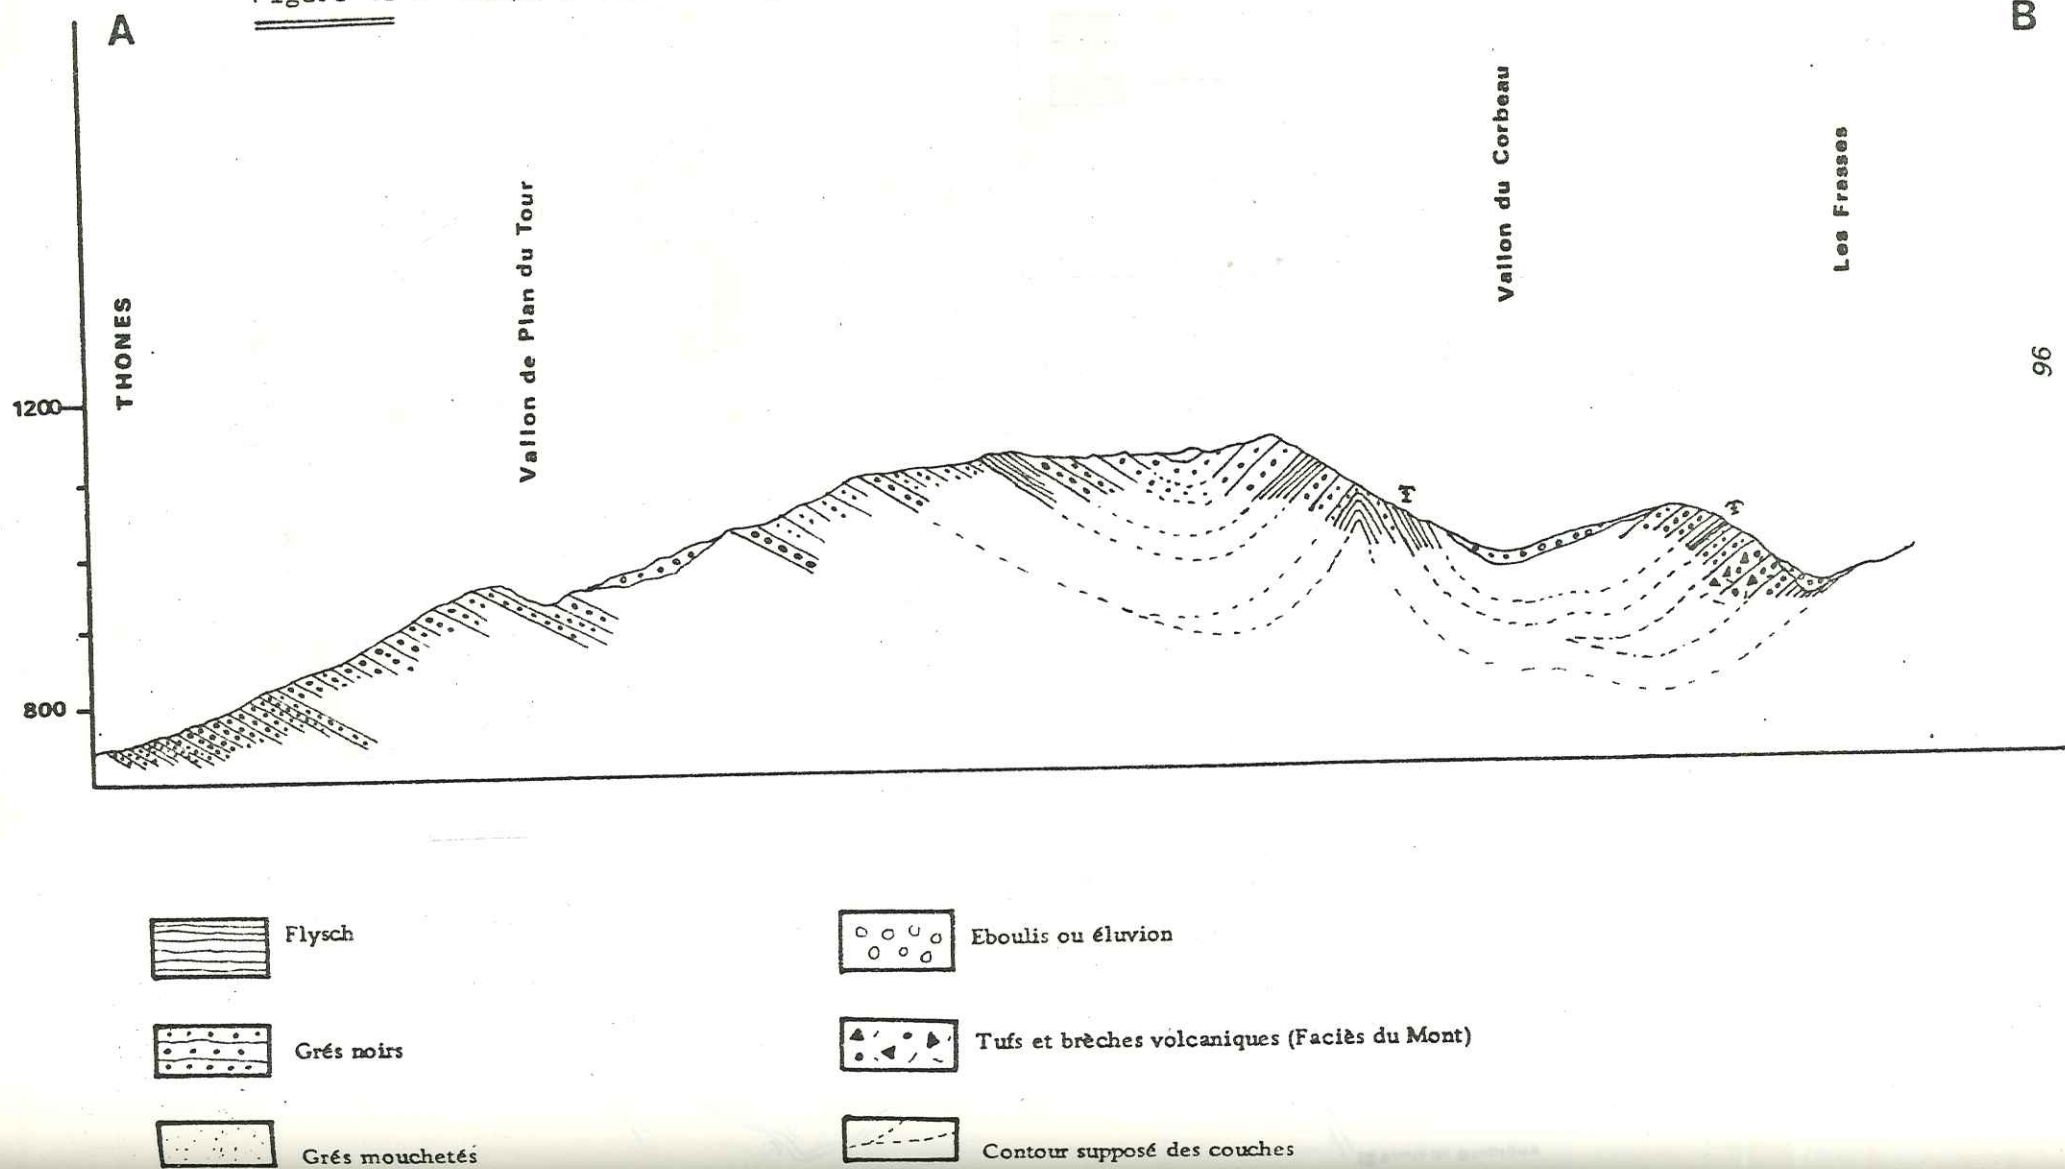 A
B
THONES
Vallon de Plan du Tour
Vallon du Corbeau
Les Frasses
96
1200
800
Flysch
Eboulis ou éluvion
Grés noirs
Tufs et brèches volcaniques (Faciès du Mont)
Grés mouchetés
Contour supposé des couches